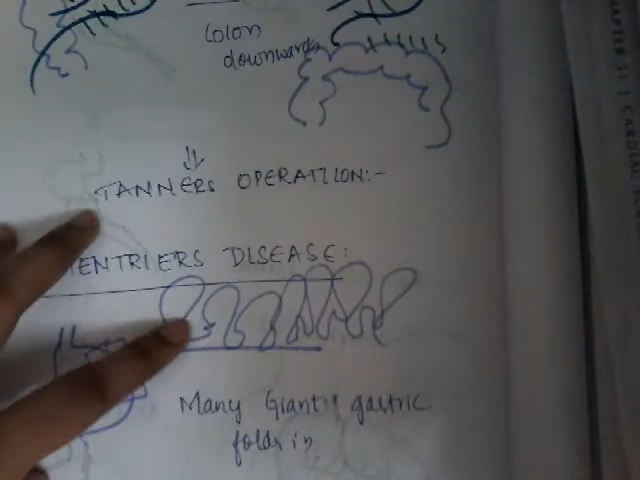 Colon
downwards
⇓
TANNERS OPERATION:-
ENTRIERS DISEASE:
Many Giant gastric
folds in